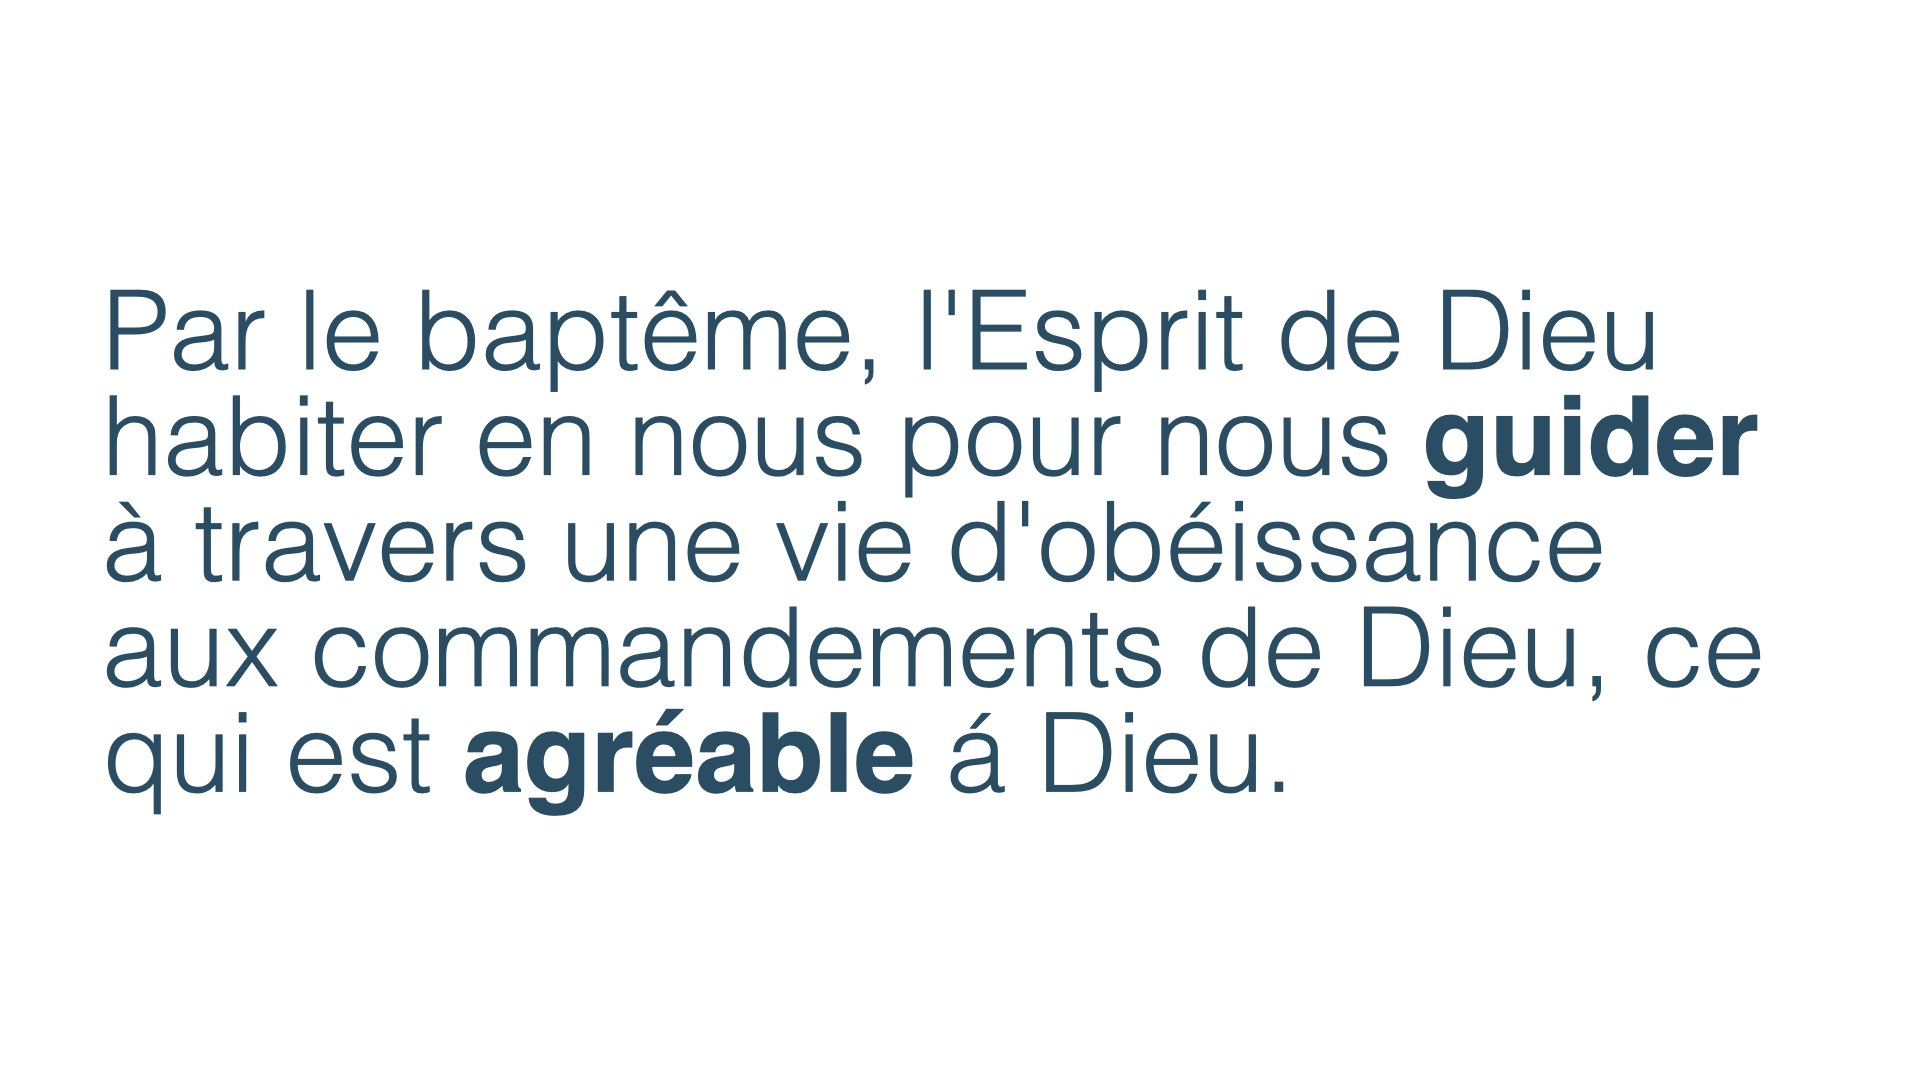 Par le baptême, l'Esprit de Dieu
habiter en nous pour nous guider
à travers une vie d'obéissance
aux commandements de Dieu, ce
qui est agréable á Dieu.